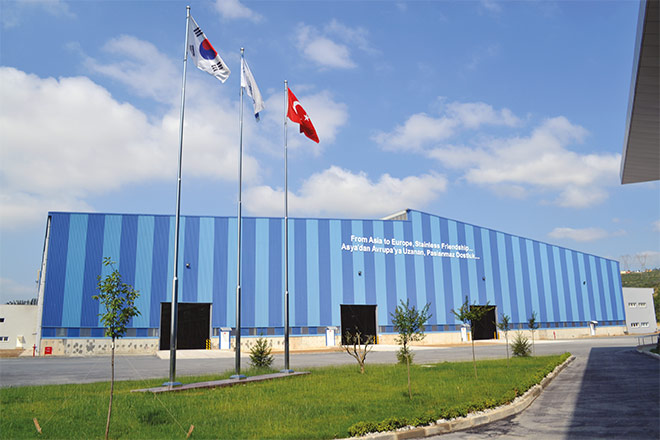 From Asia to Europe, Stainless Friendship...
Asya'dan Avrupa'ya Uzanan, Paslanmaz Dostluk...